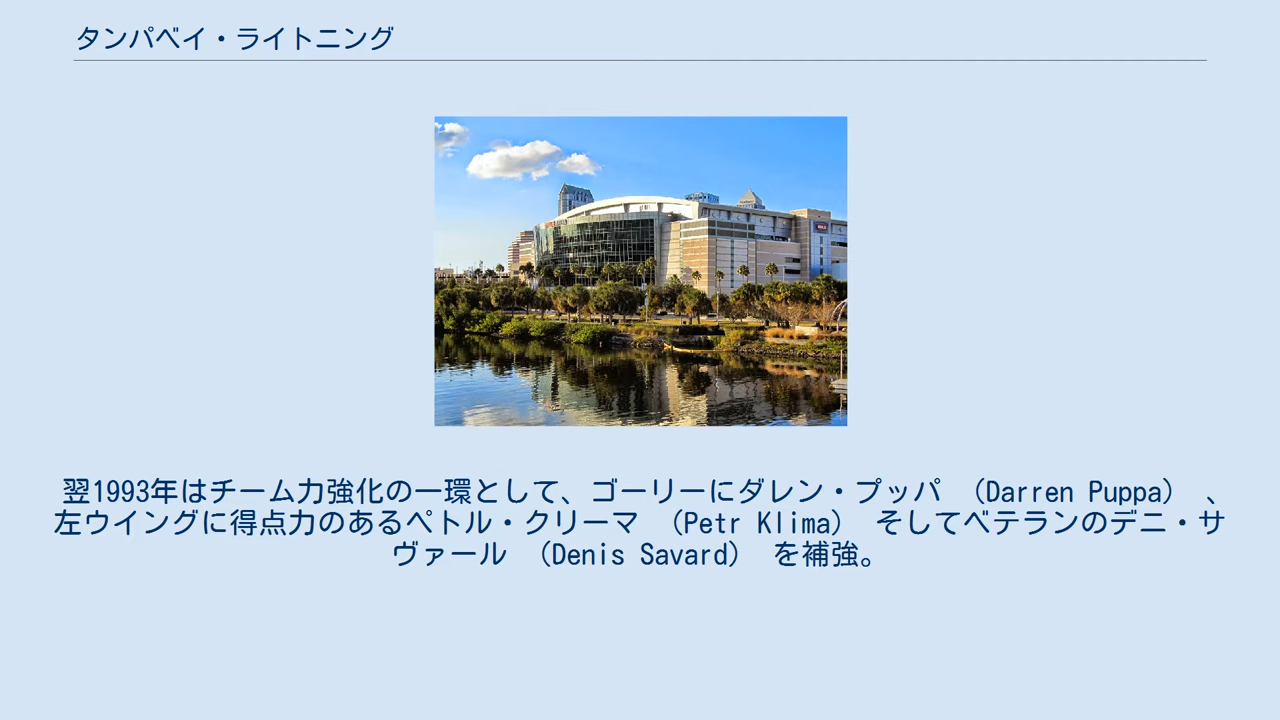 タンパベイ・ライトニング
翌1993年はチーム力強化の一環として、ゴーリーにダレン・プッパ （Darren Puppa） 、
左ウイングに得点力のあるペトル・クリーマ （Petr Klima） そしてベテランのデニ・サ
ヴァール （Denis Savard） を補強。